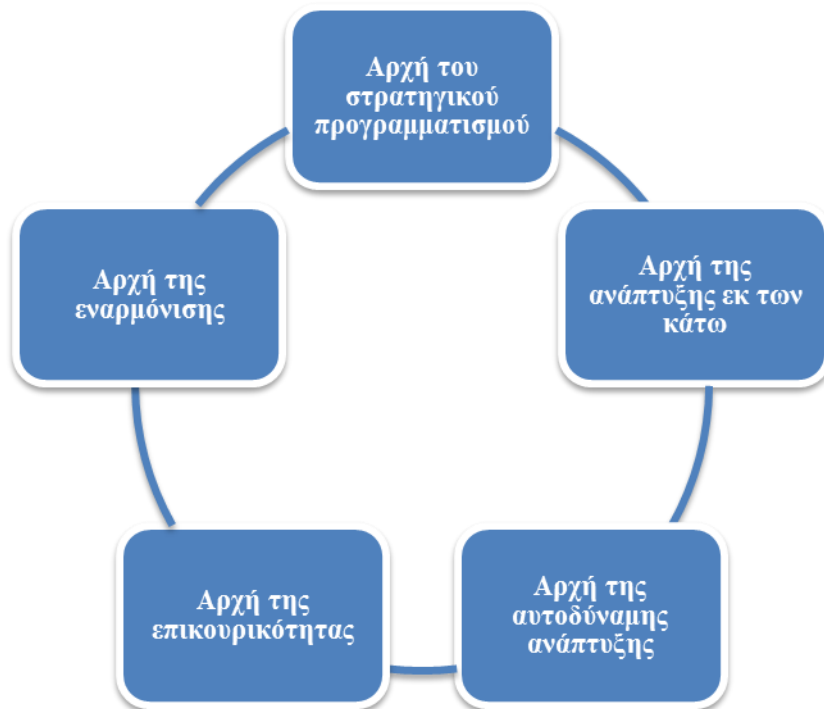 Αρχή του
στρατηγικού
προγραμματισμού
Αρχή της
ανάπτυξης εκ των
κάτω
Αρχή της
αυτοδύναμης
ανάπτυξης
Αρχή της
επικουρικότητας
Αρχή της
εναρμόνισης